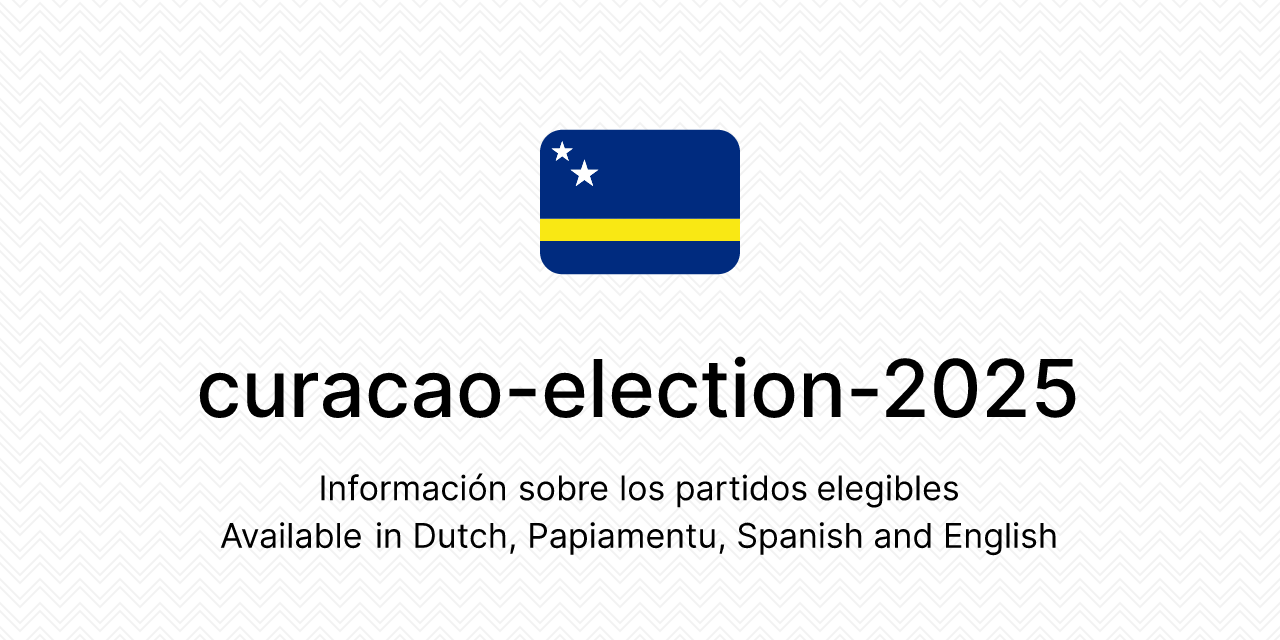 curacao-election-2025
Información sobre los partidos elegibles
Available in Dutch, Papiamentu, Spanish and English